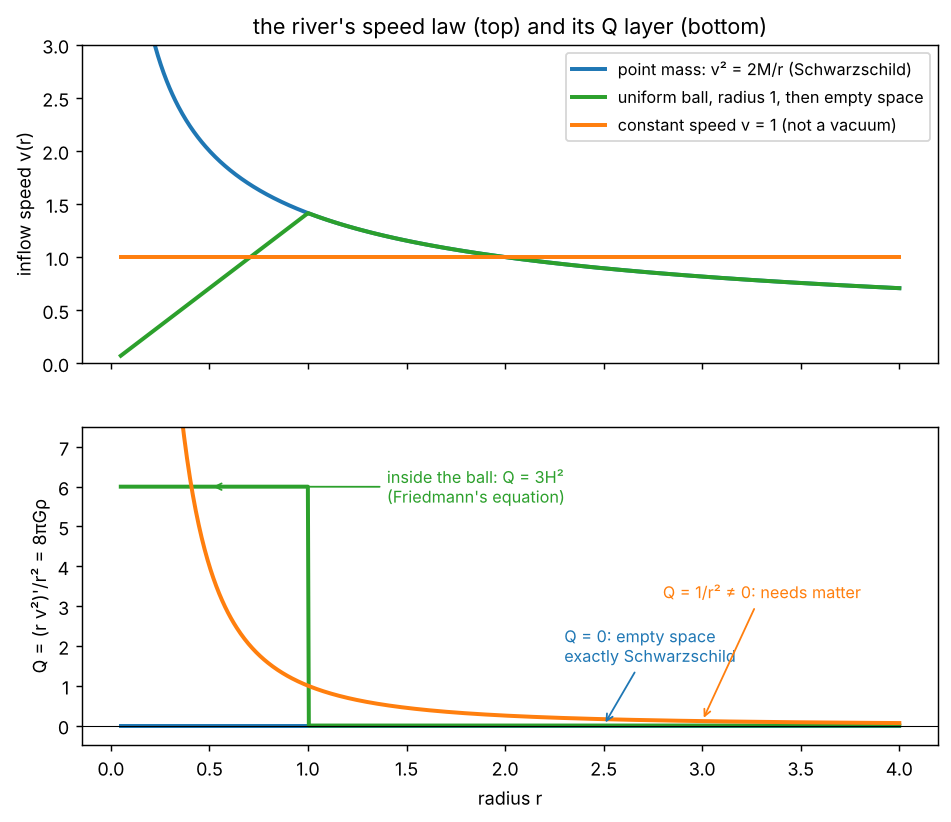 the river's speed law (top) and its Q layer (bottom)
3.0
2.5
2.0
1.5
1.0
0.5
0.0
inflow speed v(r)
point mass: v² = 2M/r (Schwarzschild)
uniform ball, radius 1, then empty space
constant speed v = 1 (not a vacuum)
7
6
5
4
3
2
1
0
Q = (r v²)'/r² = 8πGρ
inside the ball: Q = 3H²
(Friedmann's equation)
Q = 1/r² ≠ 0: needs matter
Q = 0: empty space
exactly Schwarzschild
0.0 0.5 1.0 1.5 2.0 2.5 3.0 3.5 4.0
radius r